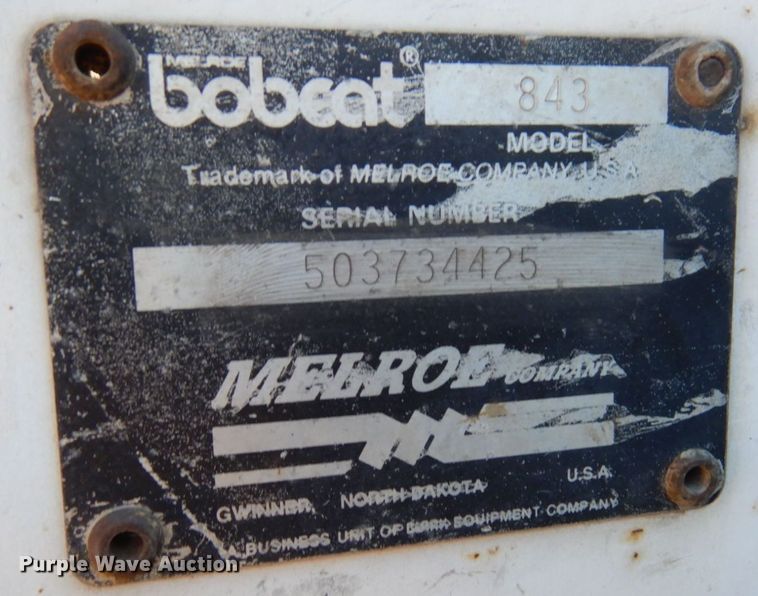 MELROE
bobcat® 843
MODEL
Trademark of MELROE COMPANY U.S.A.
SERIAL NUMBER
503734425
MELROE COMPANY
GWINNER, NORTH DAKOTA U.S.A.
A BUSINESS UNIT OF CLARK EQUIPMENT COMPANY
Purple Wave Auction